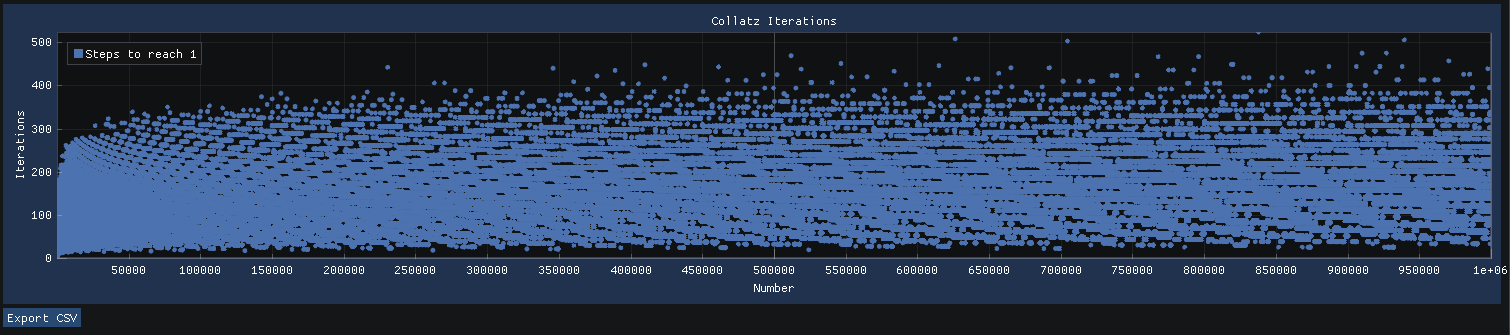 Collatz Iterations
500
Steps to reach 1
400
300
Iterations
200
100
0
50000 100000 150000 200000 250000 300000 350000 400000 450000 500000 550000 600000 650000 700000 750000 800000 850000 900000 950000 1e+06
Number
Export CSV